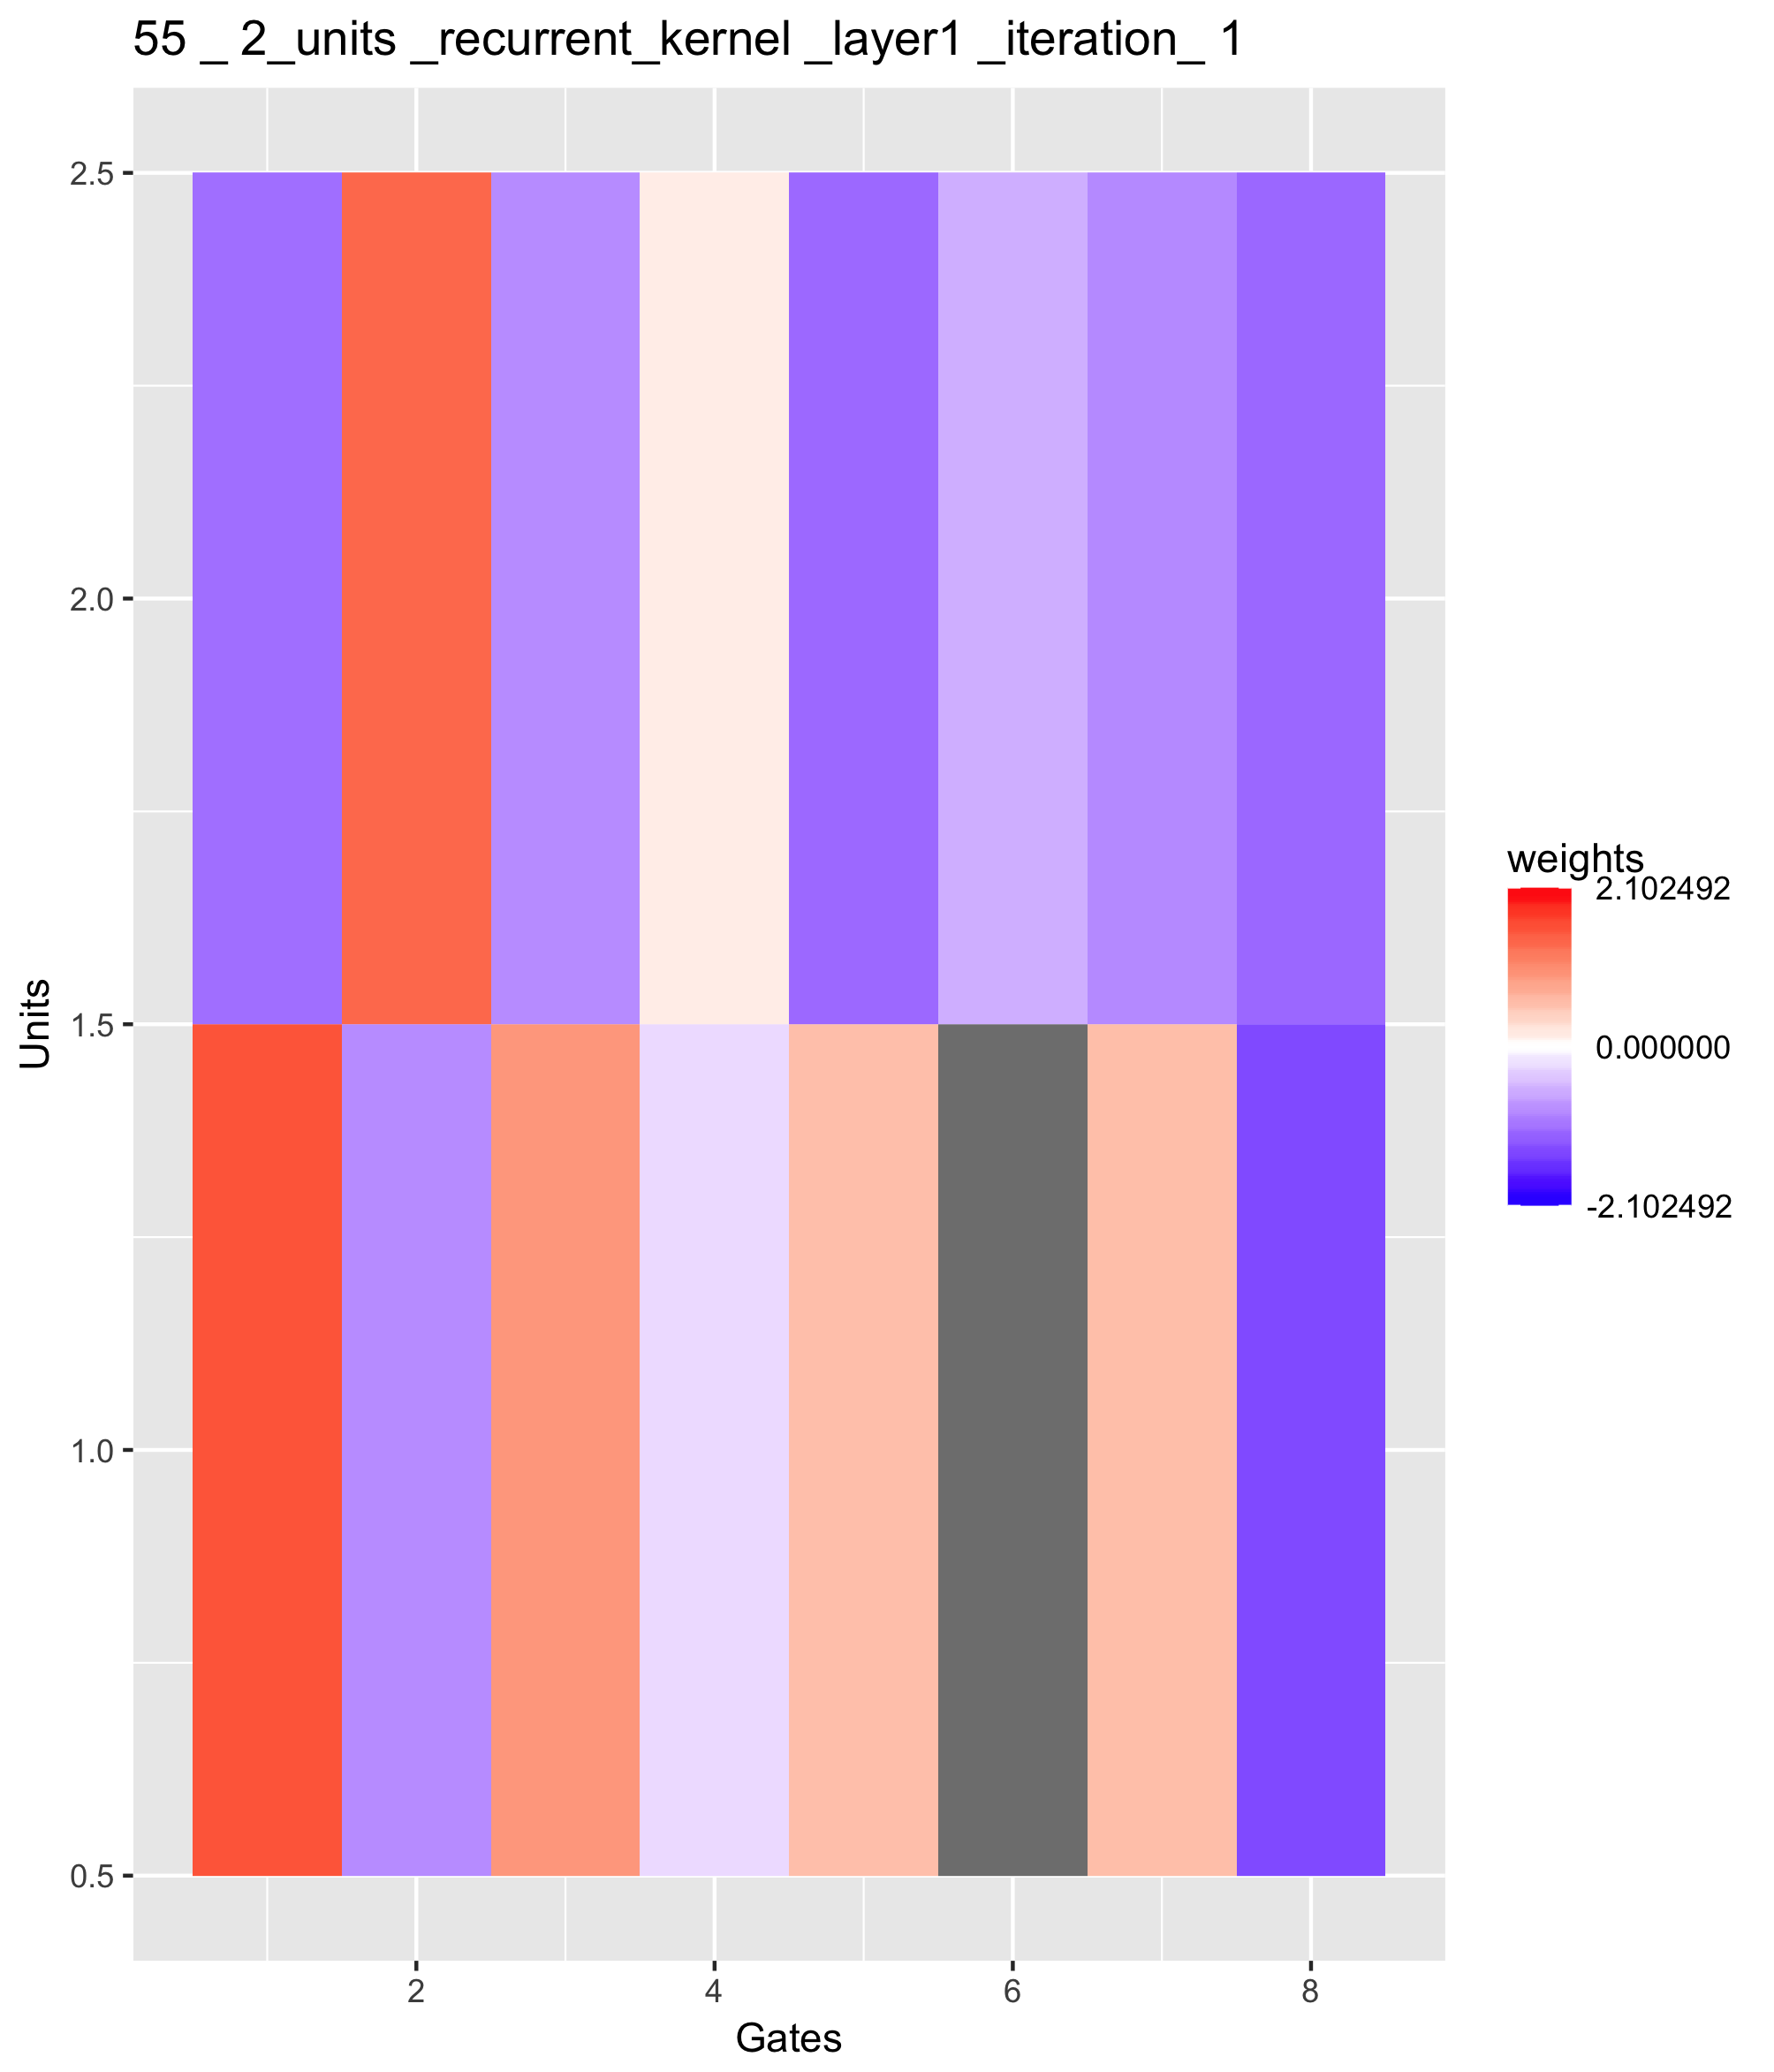 55 _ 2_units _recurrent_kernel _layer1 _iteration_ 1
2.5
2.0
1.5
1.0
0.5
Units
2 4 6 8
Gates
weights
2.102492
0.000000
-2.102492